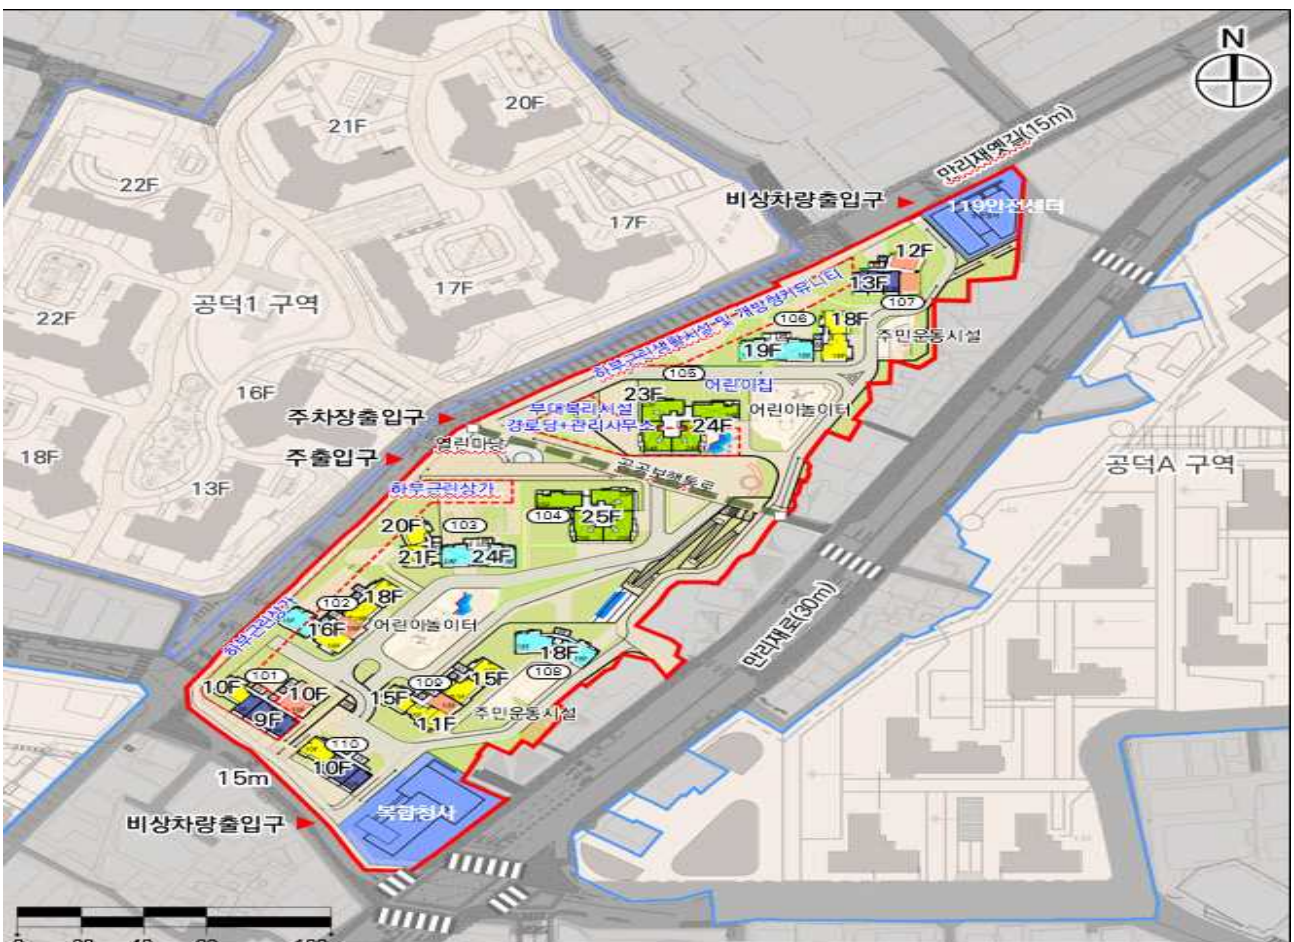 N
20F
21F
만리재옛길(15m)
22F
비상차량출입구
119안전센터
17F
12F
13F
17F
107
공덕1 구역
하부근린생활시설 및 개방형커뮤니티
106
18F
22F
주민운동시설
19F
105
어린이집
16F
23F
주차장출입구
부대복리시설
어린이놀이터
경로당+관리사무소
24F
열린마당
18F
주출입구
공공보행통로
공덕A 구역
13F
하부근린상가
104
25F
20F
103
21F
24F
만리재로(30m)
102
18F
하부근린상가
16F
어린이놀이터
18F
108
101
10F
10F
109
15F
15F
9F
11F
주민운동시설
110
10F
15m
복합청사
비상차량출입구